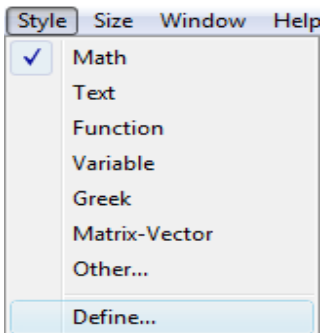 Style Size Window Help
Math
Text
Function
Variable
Greek
Matrix-Vector
Other...
Define...